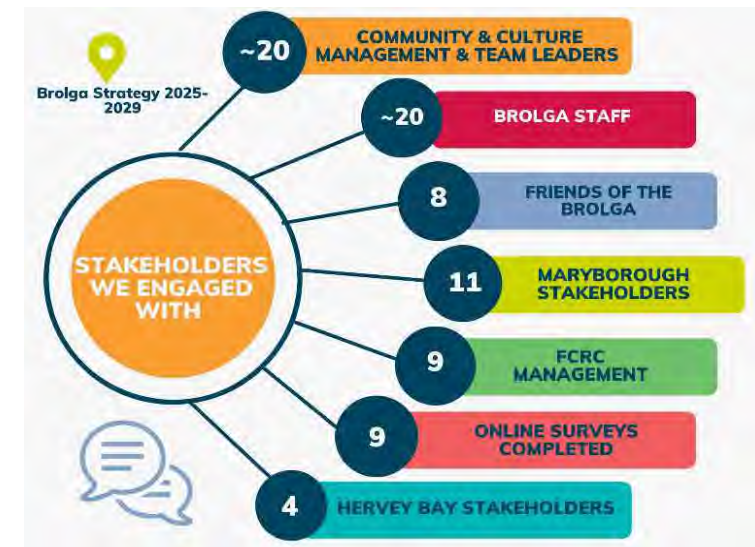 Brolga Strategy 2025-
2029
~20
COMMUNITY & CULTURE
MANAGEMENT & TEAM LEADERS
~20
BROLGA STAFF
8
FRIENDS OF THE
BROLGA
STAKEHOLDERS
WE ENGAGED
WITH
11
MARYBOROUGH
STAKEHOLDERS
9
FCRC
MANAGEMENT
9
ONLINE SURVEYS
COMPLETED
4
HERVEY BAY STAKEHOLDERS